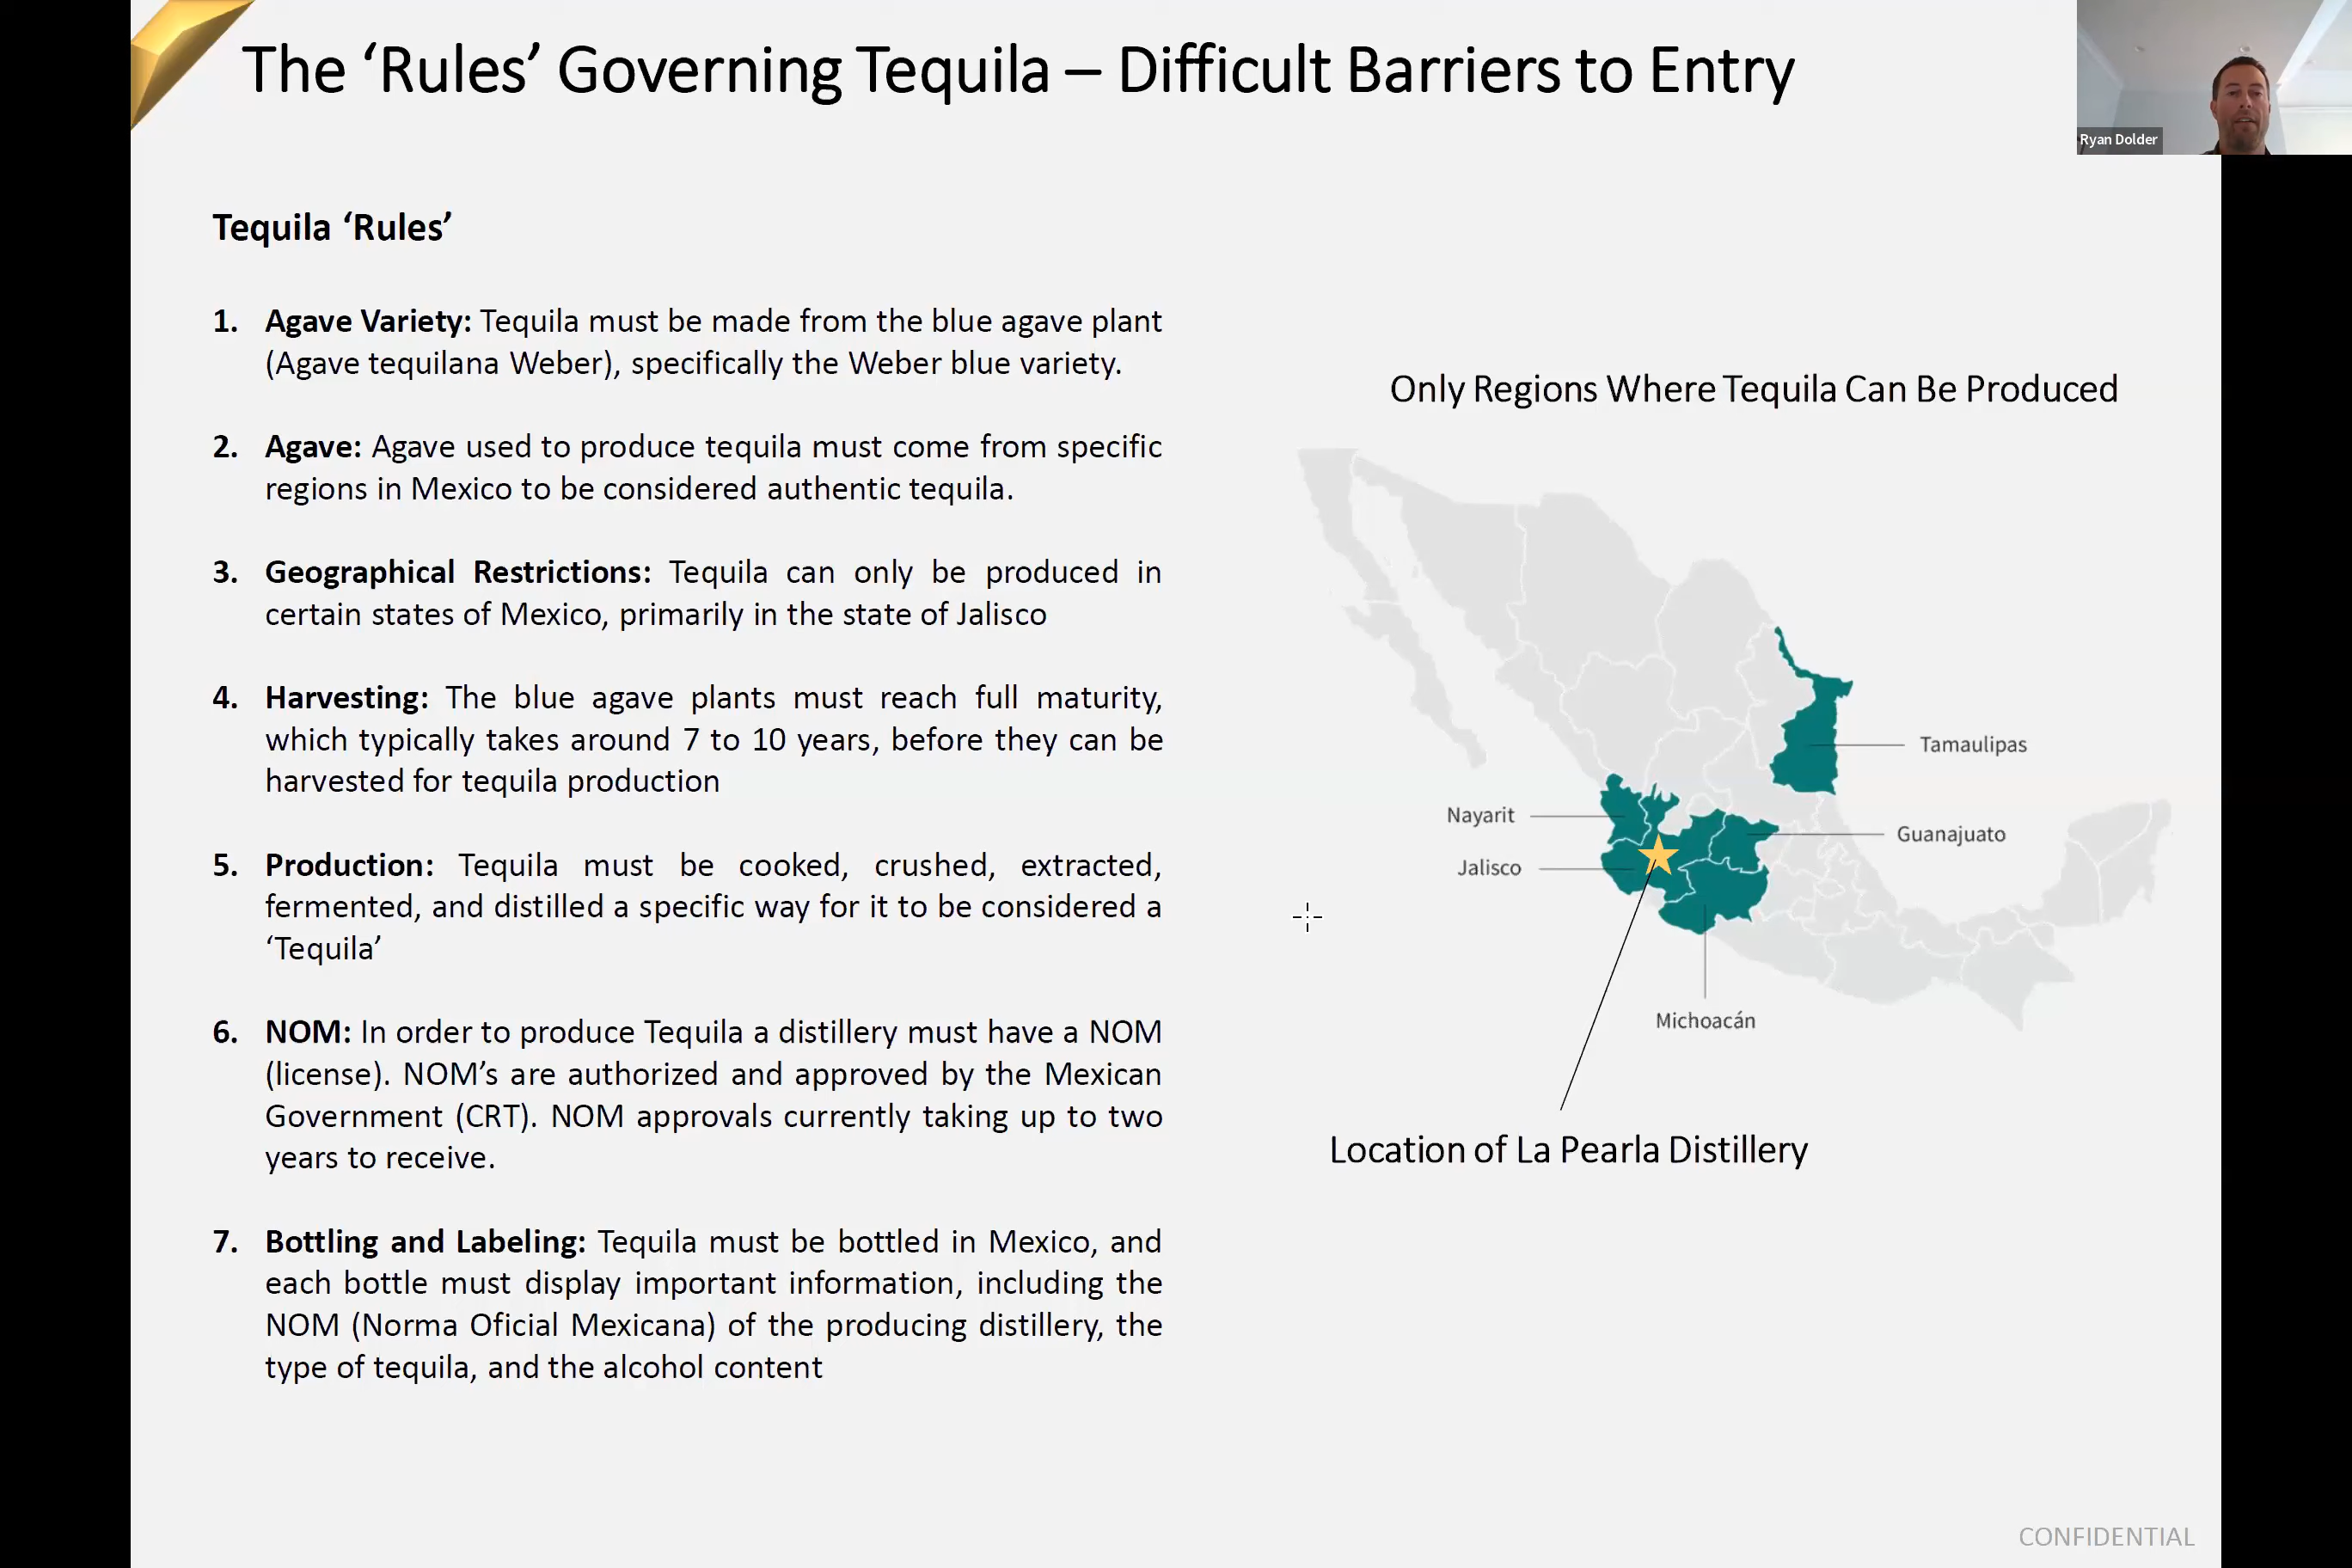 The ‘Rules’ Governing Tequila – Difficult Barriers to Entry
Ryan Dolder
Tequila ‘Rules’
1. Agave Variety: Tequila must be made from the blue agave plant
(Agave tequilana Weber), specifically the Weber blue variety.
2. Agave: Agave used to produce tequila must come from specific
regions in Mexico to be considered authentic tequila.
3. Geographical Restrictions: Tequila can only be produced in
certain states of Mexico, primarily in the state of Jalisco
4. Harvesting: The blue agave plants must reach full maturity,
which typically takes around 7 to 10 years, before they can be
harvested for tequila production
5. Production: Tequila must be cooked, crushed, extracted,
fermented, and distilled a specific way for it to be considered a
‘Tequila’
6. NOM: In order to produce Tequila a distillery must have a NOM
(license). NOM’s are authorized and approved by the Mexican
Government (CRT). NOM approvals currently taking up to two
years to receive.
7. Bottling and Labeling: Tequila must be bottled in Mexico, and
each bottle must display important information, including the
NOM (Norma Oficial Mexicana) of the producing distillery, the
type of tequila, and the alcohol content
Only Regions Where Tequila Can Be Produced
Tamaulipas
Nayarit
Guanajuato
Jalisco
Michoacán
Location of La Pearla Distillery
CONFIDENTIAL